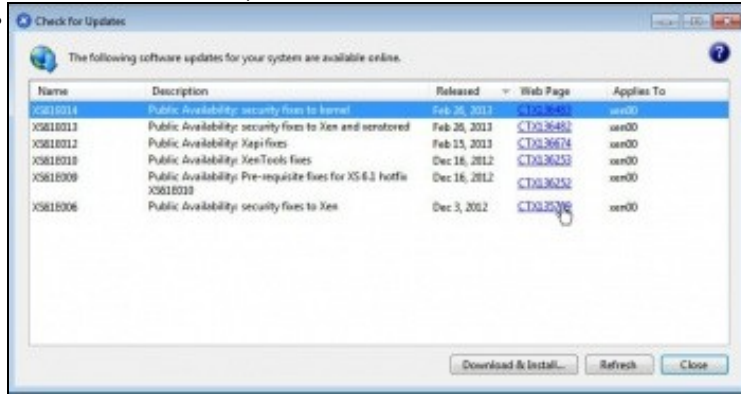 Check for Updates
The following software updates for your system are available online.
Name Description Released Web Page Applies To
XS61E014 Public Availability: security fixes to kernel Feb 26, 2013 CTX136483 xen00
XS61E013 Public Availability: security fixes to Xen and xenstored Feb 26, 2013 CTX136482 xen00
XS61E012 Public Availability: Xapi fixes Feb 15, 2013 CTX136674 xen00
XS61E010 Public Availability: XenTools fixes Dec 16, 2012 CTX136253 xen00
XS61E009 Public Availability: Pre-requisite fixes for XS 6.1 hotfix XS61E010 Dec 16, 2012 CTX136252 xen00
XS61E006 Public Availability: security fixes to Xen Dec 3, 2012 xen00
Download & Install... Refresh Close